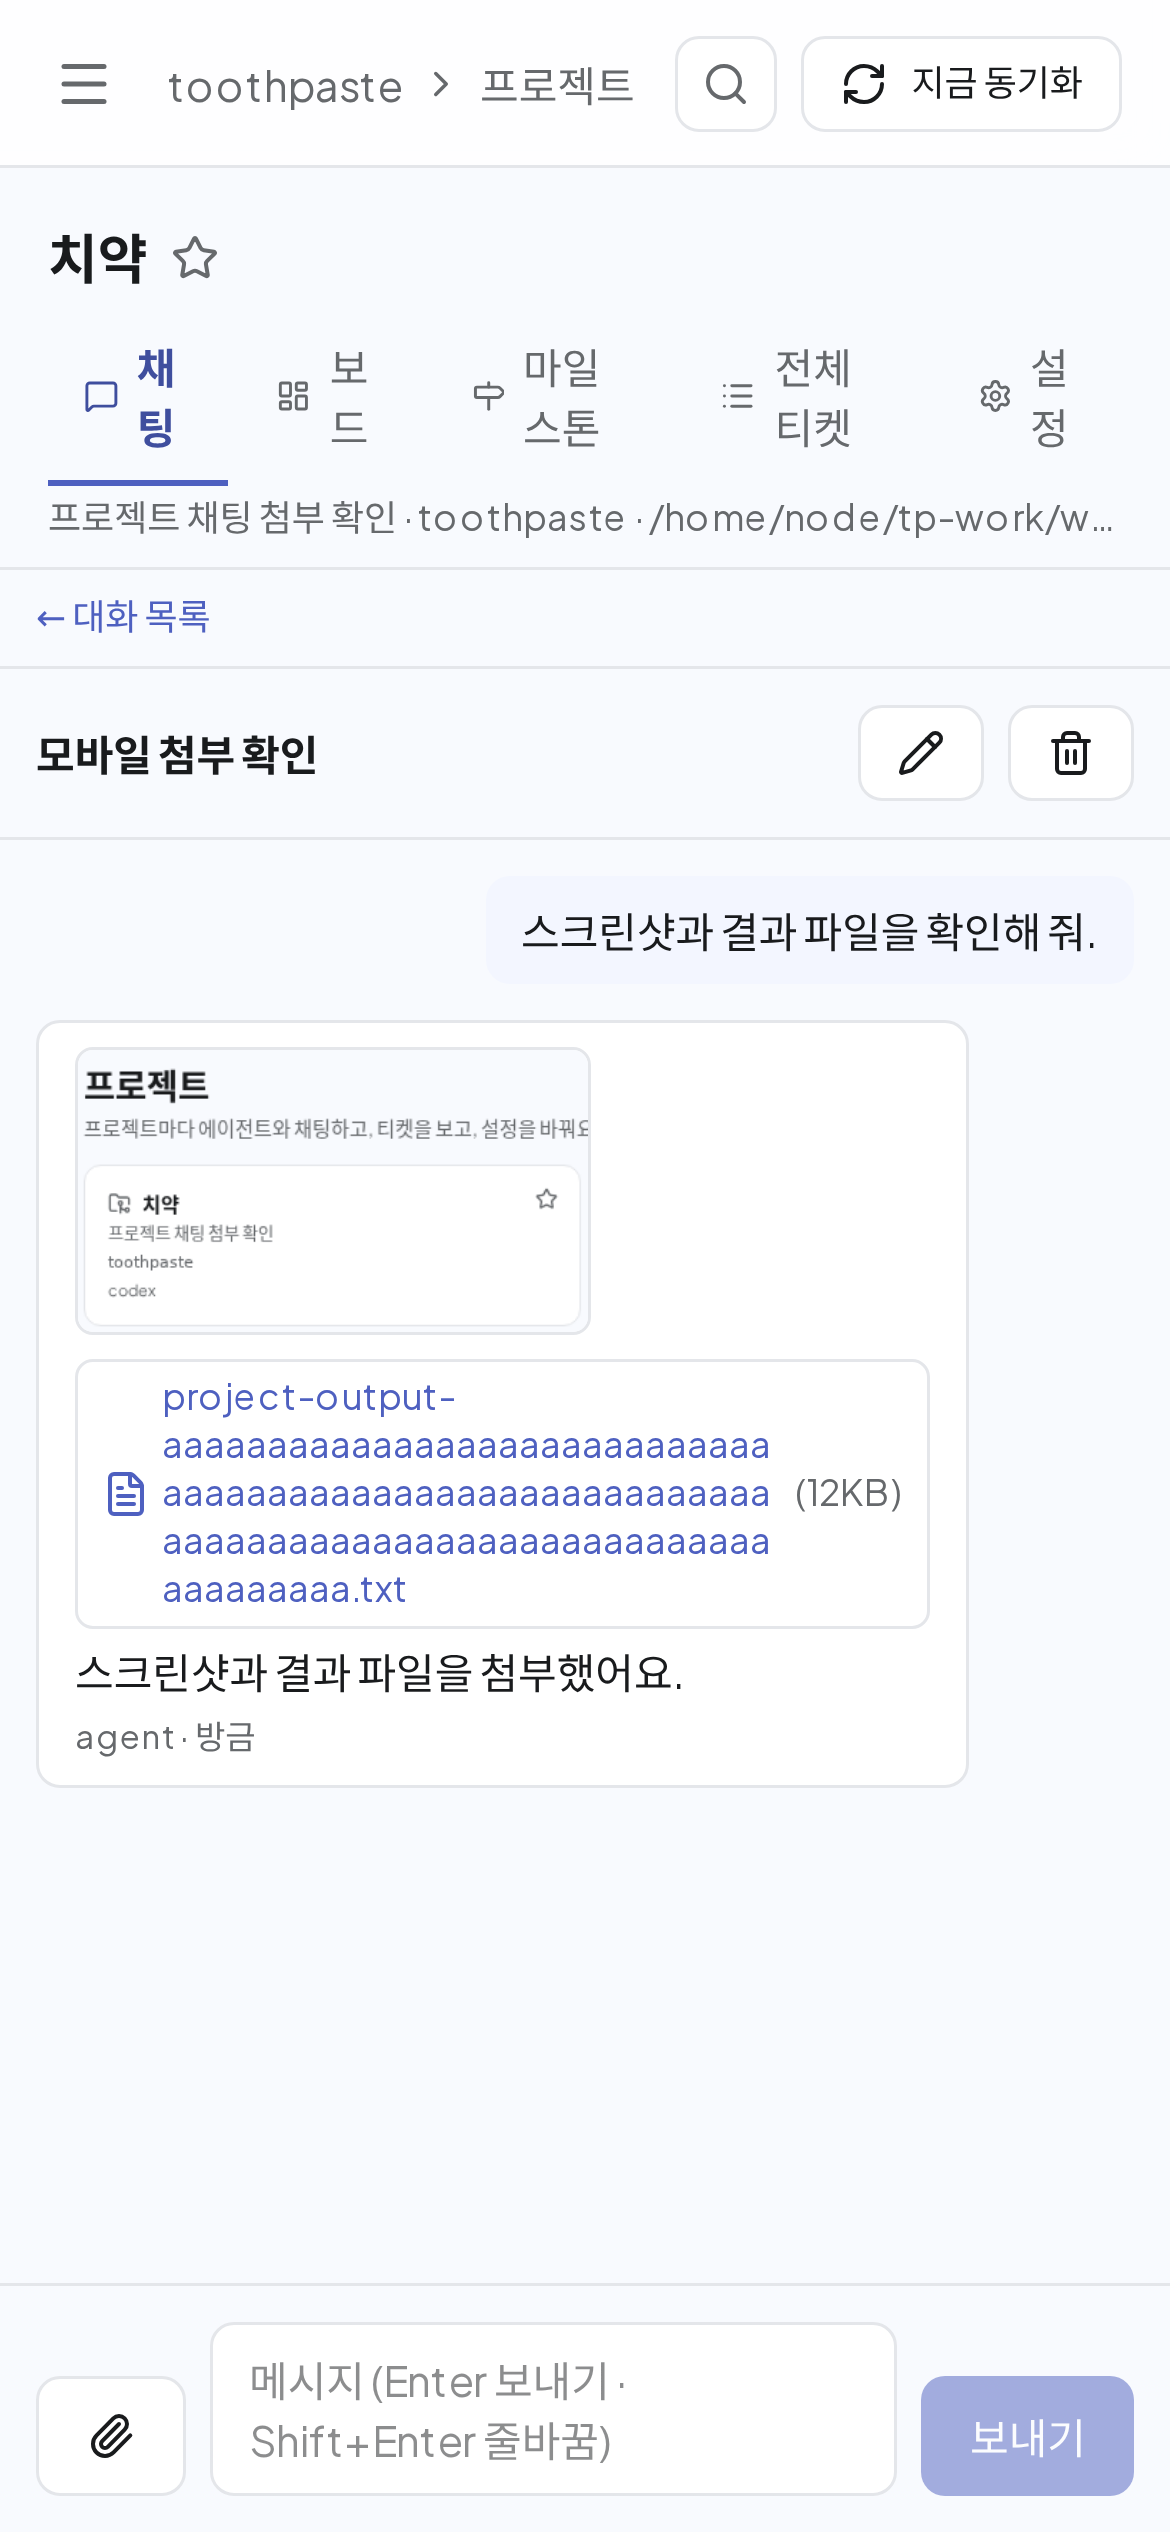 toothpaste > 프로젝트
지금 동기화
치약
채팅
보드
마일스톤
전체 티켓
설정
프로젝트 채팅 첨부 확인 · toothpaste · /home/node/tp-work/w...
← 대화 목록
모바일 첨부 확인
스크린샷과 결과 파일을 확인해 줘.
프로젝트
프로젝트마다 에이전트와 채팅하고, 티켓을 보고, 설정을 바꿔요
치약
프로젝트 채팅 첨부 확인
toothpaste
codex
project-output-
aaaaaaaaaaaaaaaaaaaaaaaaaaaaa
aaaaaaaaaaaaaaaaaaaaaaaaaaaaa
aaaaaaaaaaaaaaaaaaaaaaaaaaaaa
aaaaaaaaa.txt
(12KB)
스크린샷과 결과 파일을 첨부했어요.
agent · 방금
메시지 (Enter 보내기 ·
Shift+Enter 줄바꿈)
보내기